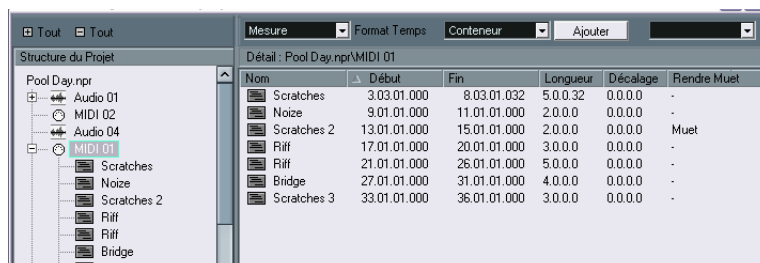 Tout Tout Mesure Format Temps Conteneur Ajouter
Structure du Projet Détail : Pool Day.npr\MIDI 01
Pool Day.npr
Audio 01
MIDI 02
Audio 04
MIDI 01
Scratches
Noize
Scratches 2
Riff
Riff
Bridge
Nom Début Fin Longueur Décalage Rendre Muet
Scratches 3.03.01.000 8.03.01.032 5.0.0.32 0.0.0.0 -
Noize 9.01.01.000 11.01.01.000 2.0.0.0 0.0.0.0 -
Scratches 2 13.01.01.000 15.01.01.000 2.0.0.0 0.0.0.0 Muet
Riff 17.01.01.000 20.01.01.000 3.0.0.0 0.0.0.0 -
Riff 21.01.01.000 26.01.01.000 5.0.0.0 0.0.0.0 -
Bridge 27.01.01.000 31.01.01.000 4.0.0.0 0.0.0.0 -
Scratches 3 33.01.01.000 36.01.01.000 3.0.0.0 0.0.0.0 -